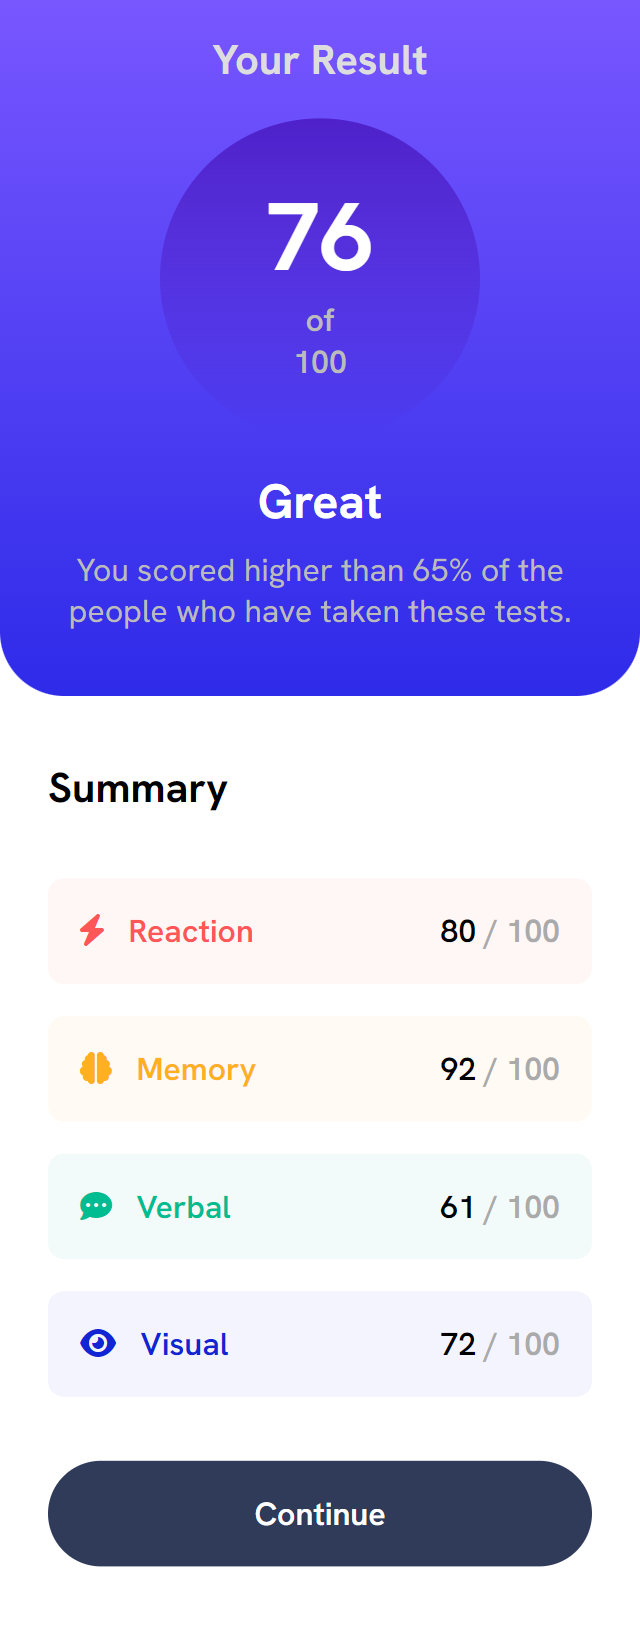 Your Result
76
of
100
Great
You scored higher than 65% of the
people who have taken these tests.
Summary
Reaction 80 / 100
Memory 92 / 100
Verbal 61 / 100
Visual 72 / 100
Continue